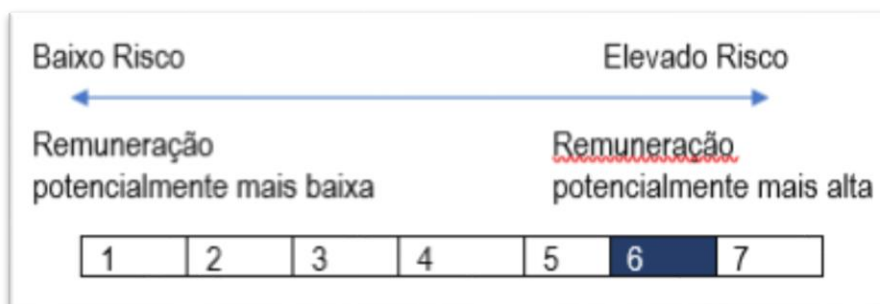 Baixo Risco Elevado Risco
Remuneração Remuneração
potencialmente mais baixa potencialmente mais alta
1 2 3 4 5 6 7